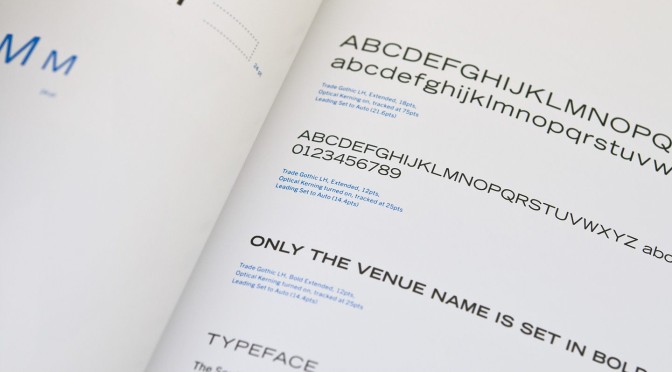 M M
24 pt
ABCDEFGHIJKLMNOPQ
abcdefghijklmnopqrstuvw
Trade Gothic LH, Extended, 18pts,
Optical Kerning on, tracked at 75pts
Leading Set to Auto (21.6pts)
ABCDEFGHIJKLMNOPQRSTUVWXYZ abc
0123456789
Trade Gothic LH, Extended, 12pts,
Optical Kerning turned on, tracked at 25pts
Leading Set to Auto (14.4pts)
ONLY THE VENUE NAME IS SET IN BOLD
Trade Gothic LH, Bold Extended, 12pts,
Optical Kerning turned on, tracked at 25pts
Leading Set to Auto (14.4pts)
TYPEFACE
The